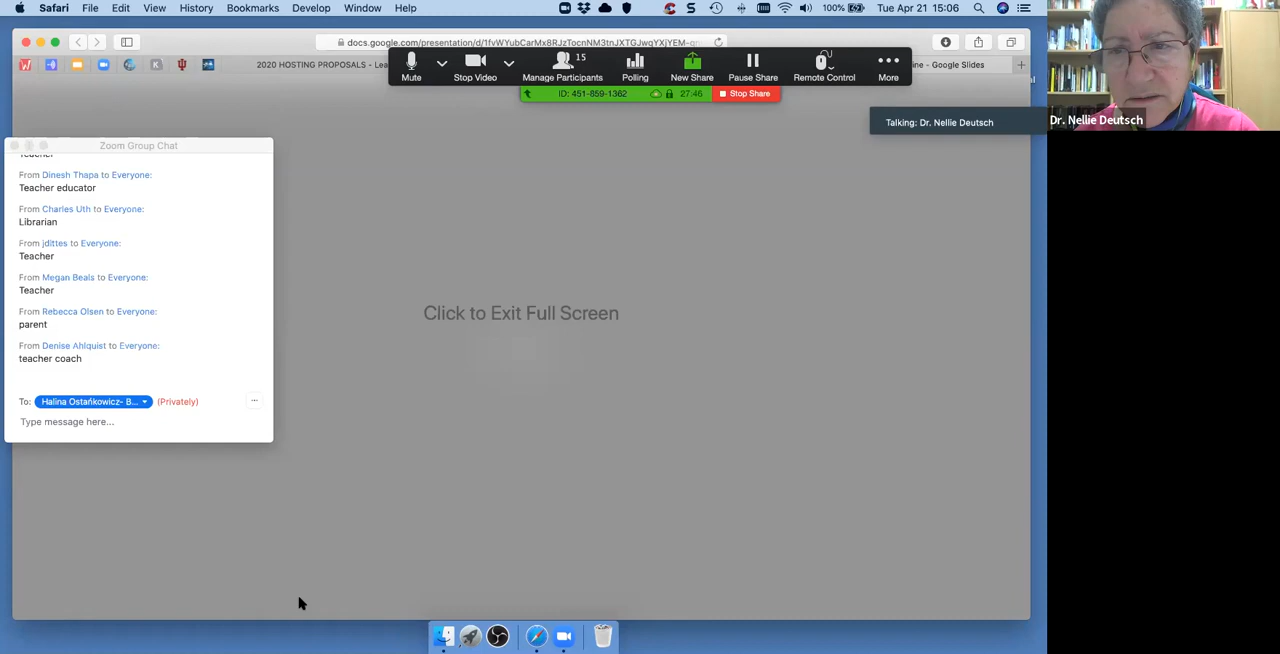 Safari File Edit View History Bookmarks Develop Window Help
100% Tue Apr 21 15:06
docs.google.com/presentation/d/1fvWYubCarMx8RJzTocnNM3tnJXTGJwqYXjYEM-
2020 HOSTING PROPOSALS - Lea
ne - Google Slides
Mute
Stop Video
15
Manage Participants
Polling
New Share
Pause Share
Remote Control
More
ID: 451-659-1362
27:46
Stop Share
Talking: Dr. Nellie Deutsch
Dr. Nellie Deutsch
Zoom Group Chat
Teacher
From Dinesh Thapa to Everyone:
Teacher educator
From Charles Uth to Everyone:
Librarian
From jdittes to Everyone:
Teacher
From Megan Beals to Everyone:
Teacher
From Rebecca Olsen to Everyone:
parent
From Denise Ahlquist to Everyone:
teacher coach
To: Halina Ostańkowicz- B... (Privately)
Type message here...
Click to Exit Full Screen